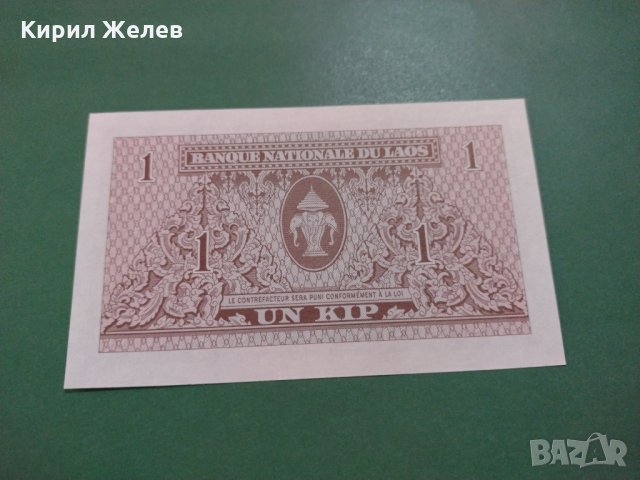 Кирил Желев
1 BANQUE NATIONALE DU LAOS 1
1 1
LE CONTREFACTEUR SERA PUNI CONFORMÉMENT À LA LOI
UN KIP
BAZAR